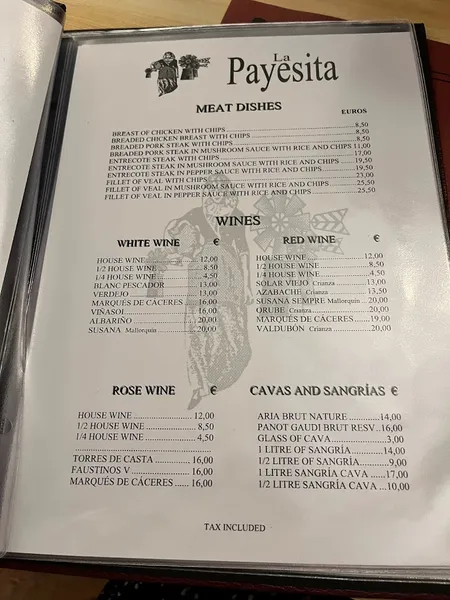 La
Payesita
MEAT DISHES
EUROS
BREAST OF CHICKEN WITH CHIPS 8,50
BREADED CHICKEN BREAST WITH CHIPS 8,50
BREADED PORK STEAK WITH CHIPS 8,50
BREADED PORK STEAK IN MUSHROOM SAUCE WITH RICE AND CHIPS 11,00
ENTRECOTE STEAK WITH CHIPS 17,00
ENTRECOTE STEAK IN MUSHROOM SAUCE WITH RICE AND CHIPS 19,50
ENTRECOTE STEAK IN PEPPER SAUCE WITH RICE AND CHIPS 19,50
FILLET OF VEAL WITH CHIPS 23,00
FILLET OF VEAL IN MUSHROOM SAUCE WITH RICE AND CHIPS 25,50
FILLET OF VEAL IN PEPPER SAUCE WITH RICE AND CHIPS 25,50
WINES
WHITE WINE €
HOUSE WINE 12,00
1/2 HOUSE WINE 8,50
1/4 HOUSE WINE 4,50
BLANC PESCADOR 13,00
VERDEJO 13,00
MARQUÉS DE CÁCERES 16,00
VIÑASOL 16,00
ALBARIÑO 20,00
SUSANA Mallorquin 20,00
RED WINE €
HOUSE WINE 12,00
1/2 HOUSE WINE 8,50
1/4 HOUSE WINE 4,50
SOLAR VIEJO Crianza 13,00
AZABACHE Crianza 13,50
SUSANA SEMPRE Mallorquin 20,00
ORUBE Crianza 20,00
MARQUÉS DE CÁCERES 19,00
VALDUBÓN Crianza 20,00
ROSE WINE €
HOUSE WINE 12,00
1/2 HOUSE WINE 8,50
1/4 HOUSE WINE 4,50
TORRES DE CASTA 16,00
FAUSTINOS V 16,00
MARQUÉS DE CÁCERES 16,00
CAVAS AND SANGRÍAS €
ARIA BRUT NATURE 14,00
PANOT GAUDI BRUT RESV 16,00
GLASS OF CAVA 3,00
1 LITRE OF SANGRÍA 14,00
1/2 LITRE OF SANGRÍA 9,00
1 LITRE SANGRÍA CAVA 17,00
1/2 LITRE SANGRÍA CAVA 10,00
TAX INCLUDED